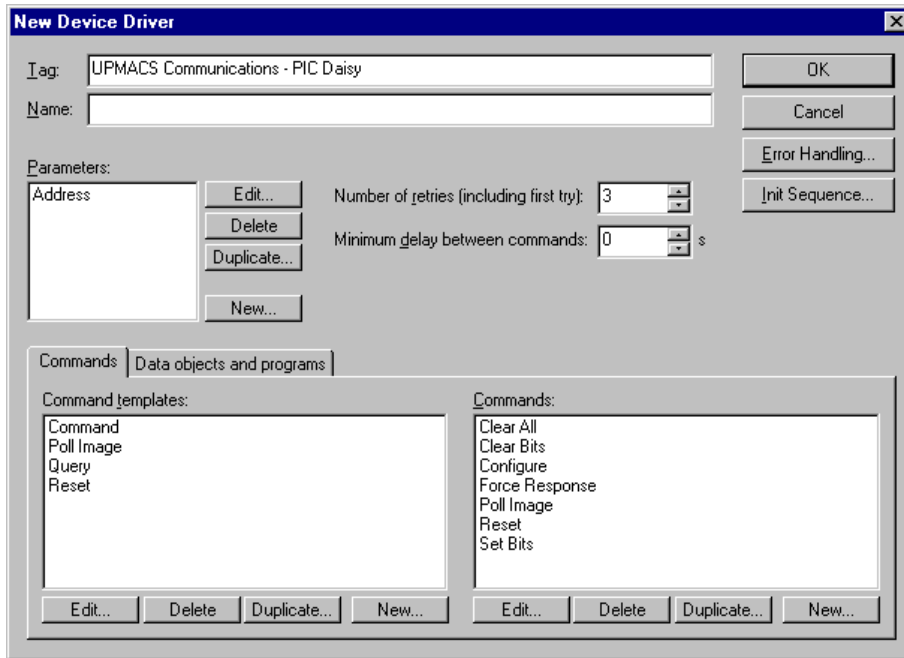 New Device Driver
Tag: UPMACS Communications - PIC Daisy
OK
Name:
Cancel
Error Handling...
Parameters:
Address
Edit...
Number of retries (including first try): 3
Init Sequence...
Delete
Minimum delay between commands: 0 s
Duplicate...
New...
Commands Data objects and programs
Command templates:
Command
Poll Image
Query
Reset
Edit... Delete Duplicate... New...
Commands:
Clear All
Clear Bits
Configure
Force Response
Poll Image
Reset
Set Bits
Edit... Delete Duplicate... New...